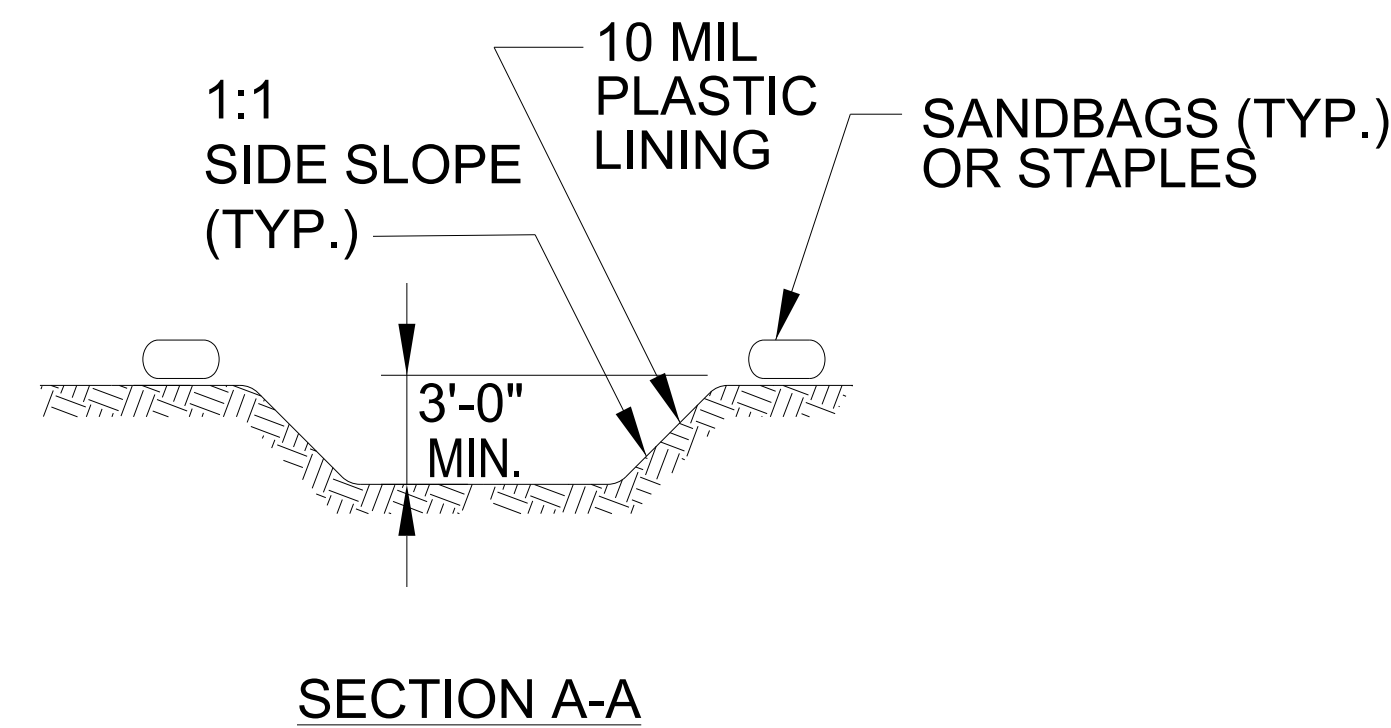 1:1
SIDE SLOPE
(TYP.)
10 MIL
PLASTIC
LINING
SANDBAGS (TYP.)
OR STAPLES
3'-0"
MIN.
SECTION A-A